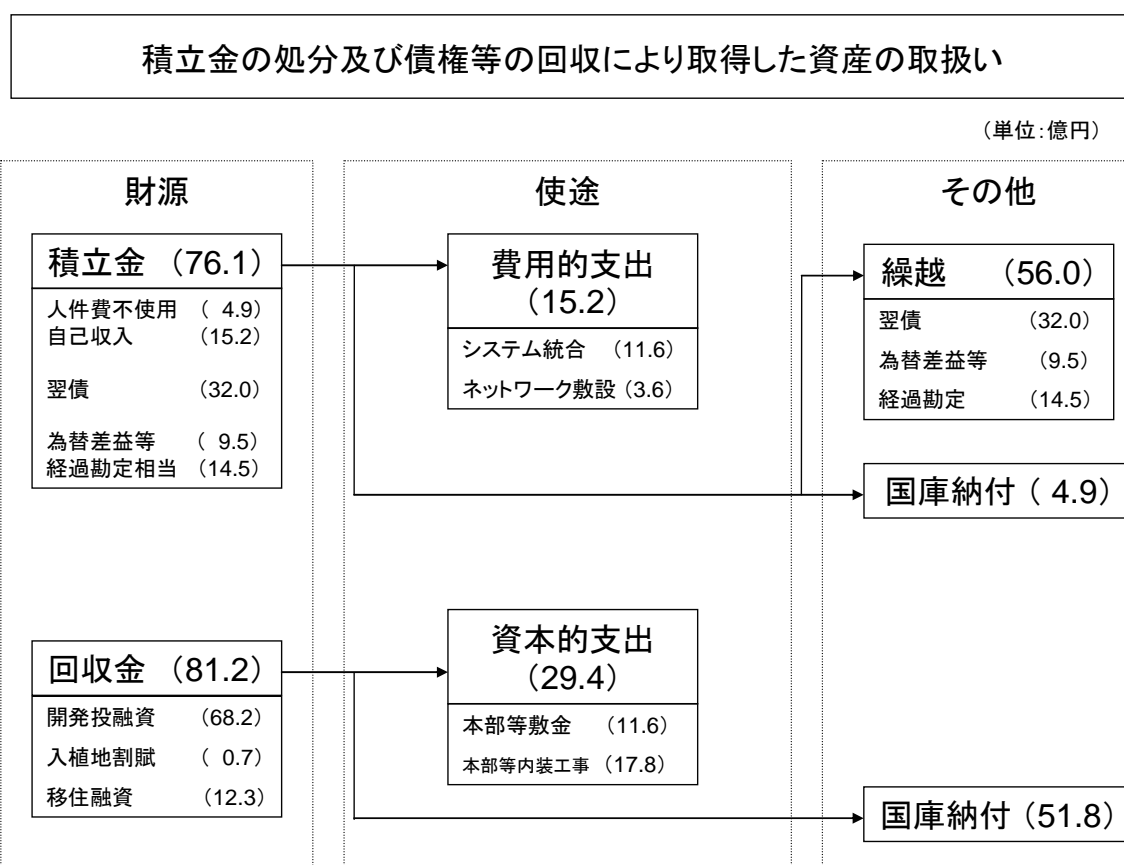 積立金の処分及び債権等の回収により取得した資産の取扱い
（単位：億円）
財源
積立金 （76.1）
人件費不使用 （ 4.9）
自己収入 （15.2）
翌債 （32.0）
為替差益等 （ 9.5）
経過勘定相当 （14.5）
回収金 （81.2）
開発投融資 （68.2）
入植地割賦 （ 0.7）
移住融資 （12.3）
使途
費用的支出
（15.2）
システム統合 （11.6）
ネットワーク敷設（3.6）
資本的支出
（29.4）
本部等敷金 （11.6）
本部等内装工事 （17.8）
その他
繰越 （56.0）
翌債 （32.0）
為替差益等 （9.5）
経過勘定 （14.5）
国庫納付（ 4.9）
国庫納付（51.8）